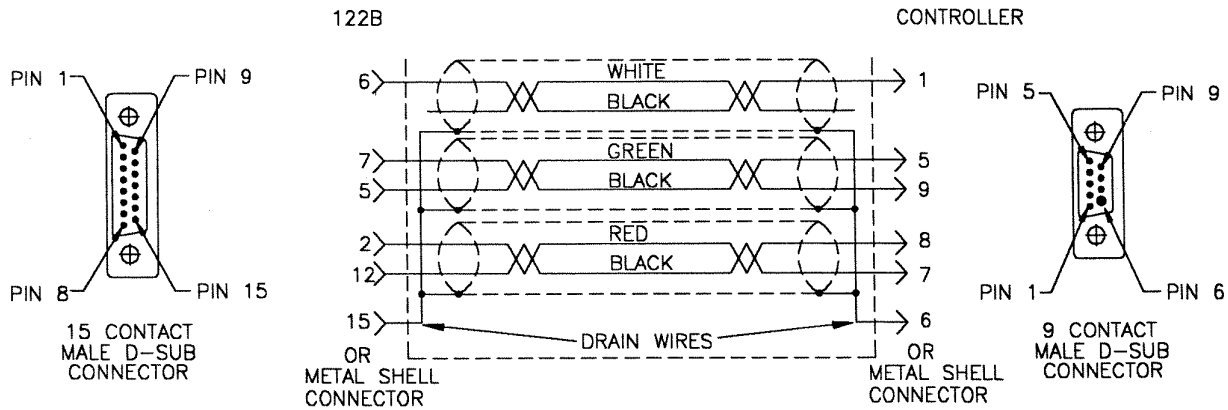 122B
CONTROLLER
PIN 1
PIN 9
6
WHITE
BLACK
1
PIN 5
PIN 9
7
GREEN
5
5
BLACK
9
2
RED
8
12
BLACK
7
PIN 8
PIN 15
15
DRAIN WIRES
6
PIN 1
PIN 6
15 CONTACT
MALE D-SUB
CONNECTOR
OR
METAL SHELL
CONNECTOR
OR
METAL SHELL
CONNECTOR
9 CONTACT
MALE D-SUB
CONNECTOR